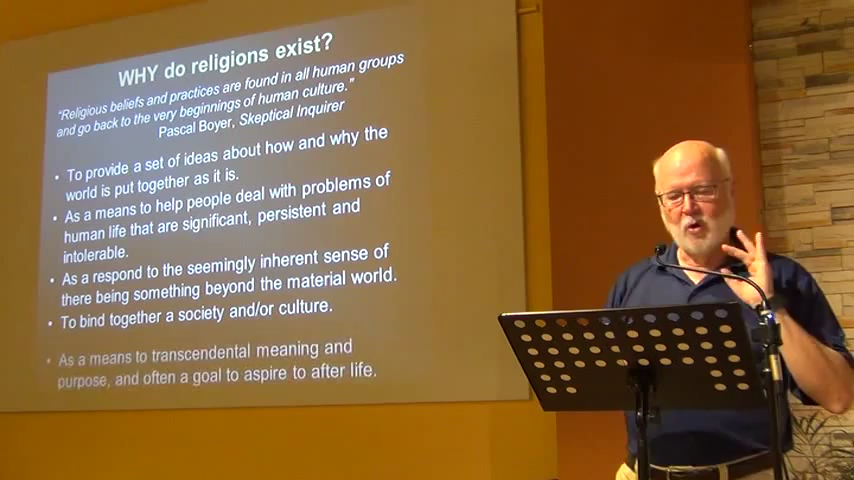 WHY do religions exist?
“Religious beliefs and practices are found in all human groups
and go back to the very beginnings of human culture.”
Pascal Boyer, Skeptical Inquirer
• To provide a set of ideas about how and why the
world is put together as it is.
• As a means to help people deal with problems of
human life that are significant, persistent and
intolerable.
• As a respond to the seemingly inherent sense of
there being something beyond the material world.
• To bind together a society and/or culture.
• As a means to transcendental meaning and
purpose, and often a goal to aspire to after life.